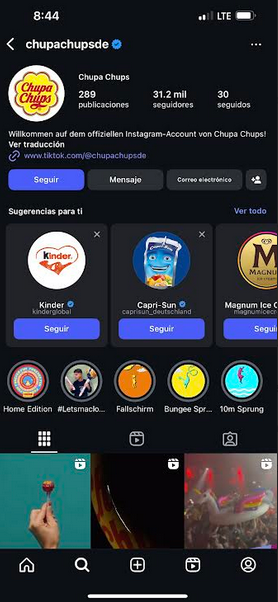 8:44
LTE
chupachupsde
Chupa Chups
Chupa Chups
289
publicaciones
31.2 mil
seguidores
30
seguidos
Willkommen auf dem offiziellen Instagram-Account von Chupa Chups!
Ver traducción
www.tiktok.com/@chupachupsde
Seguir
Mensaje
Correo electrónico
Sugerencias para ti
Ver todo
Kinder
MAGNUM
Kinder
kinderglobal
Seguir
Capri-Sun
caprisun_deutschland
Seguir
Magnum Ice C
magnumicecr
Segui
Home Edition
#Letsmaclo...
Fallschirm
Bungee Spr...
10m Sprung